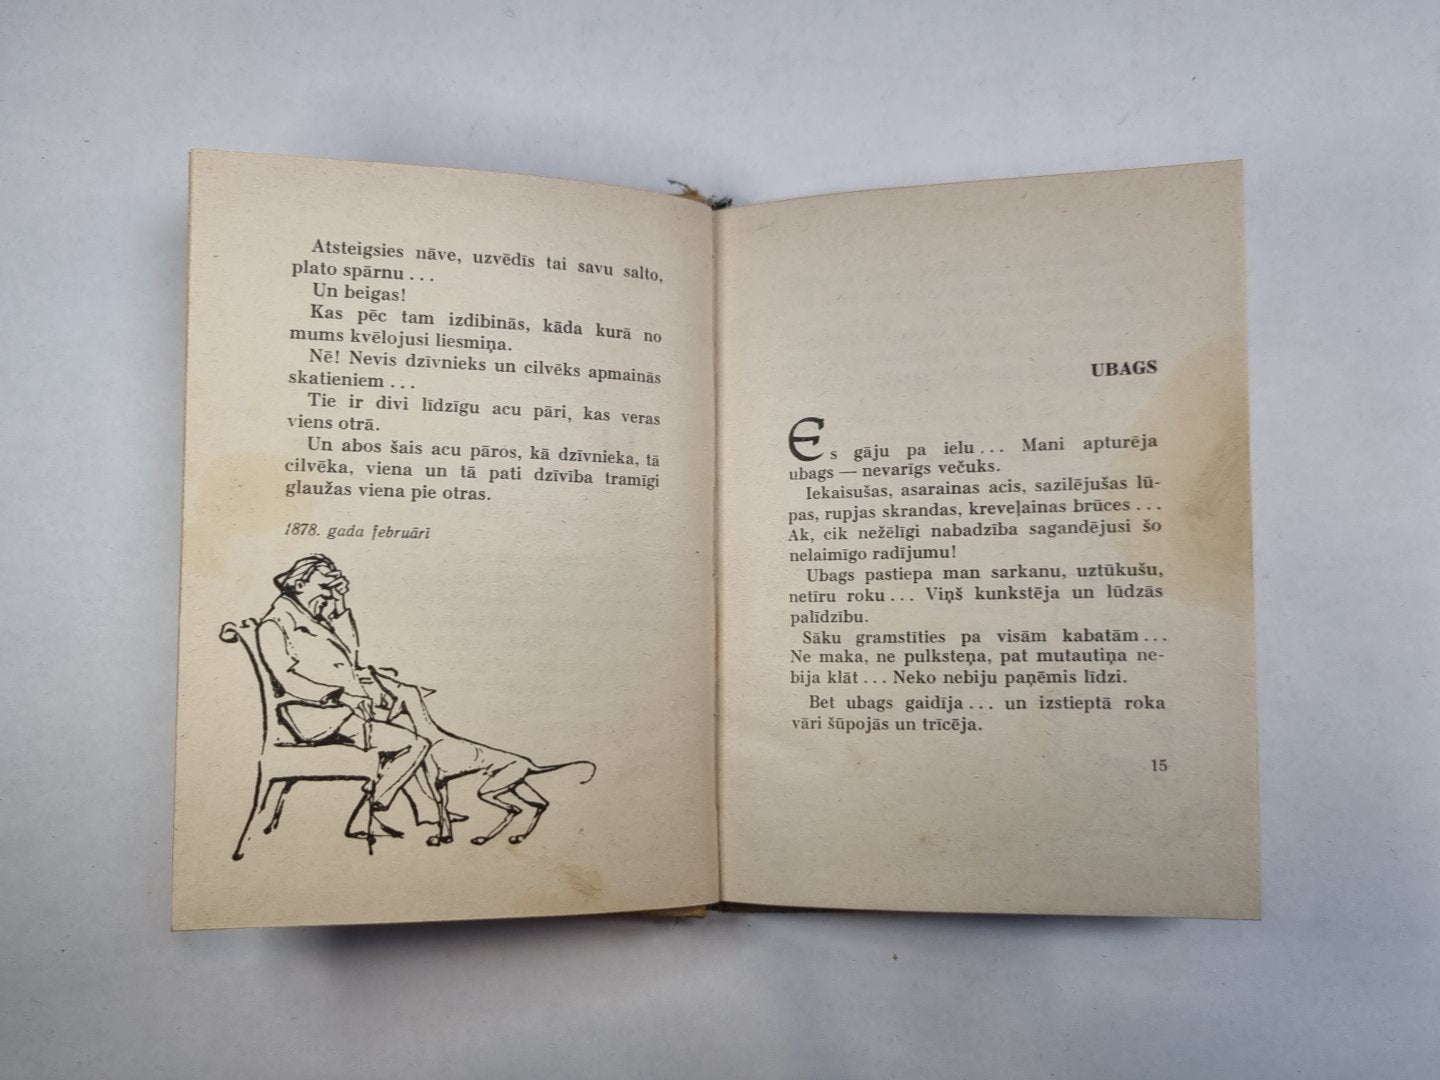 Atsteigsies nāve, uzvēdīs tai savu salto,
plato spārnu . . .
Un beigas!
Kas pēc tam izdibinās, kāda kurā no
mums kvēlojusi liesmiņa.
Nē! Nevis dzīvnieks un cilvēks apmainās
skatieniem . . .
Tie ir divi līdzīgu acu pāri, kas veras
viens otrā.
Un abos šais acu pāros, kā dzīvnieka, tā
cilvēka, viena un tā pati dzīvība tramīgi
glaužas viena pie otras.
1878. gada februārī
UBAGS
Es gāju pa ielu . . . Mani apturēja
ubags — nevarīgs večuks.
Iekaisušas, asarainas acis, sazilējušas lū-
pas, rupjas skrandas, kreveļainas brūces . . .
Ak, cik nežēlīgi nabadzība sagandējusi šo
nelaimīgo radījumu!
Ubags pastiepa man sarkanu, uztūkušu,
netīru roku . . . Viņš kunkstēja un lūdzās
palīdzību.
Sāku gramstīties pa visām kabatām . . .
Ne maka, ne pulksteņa, pat mutautiņa ne-
bija klāt . . . Neko nebiju paņēmis līdzi.
Bet ubags gaidīja . . . un izstieptā roka
vāri šūpojās un trīcēja.
15